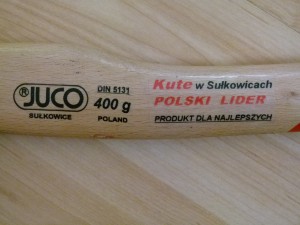 ® JUCO
SUŁKOWICE
DIN 5131
400 g
POLAND
Kute w Sułkowicach
POLSKI LIDER
PRODUKT DLA NAJLEPSZYCH